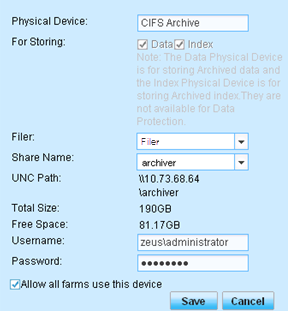 Physical Device: CIFS Archive
For Storing: Data Index
Note: The Data Physical Device
is for storing Archived data and
the Index Physical Device is for
storing Archived index.They are
not available for Data
Protection.
Filer: Filer
Share Name: archiver
UNC Path: \\10.73.68.64
\archiver
Total Size: 190GB
Free Space: 81.17GB
Username: zeus\administrator
Password: ●●●●●●●●
Allow all farms use this device
Save Cancel